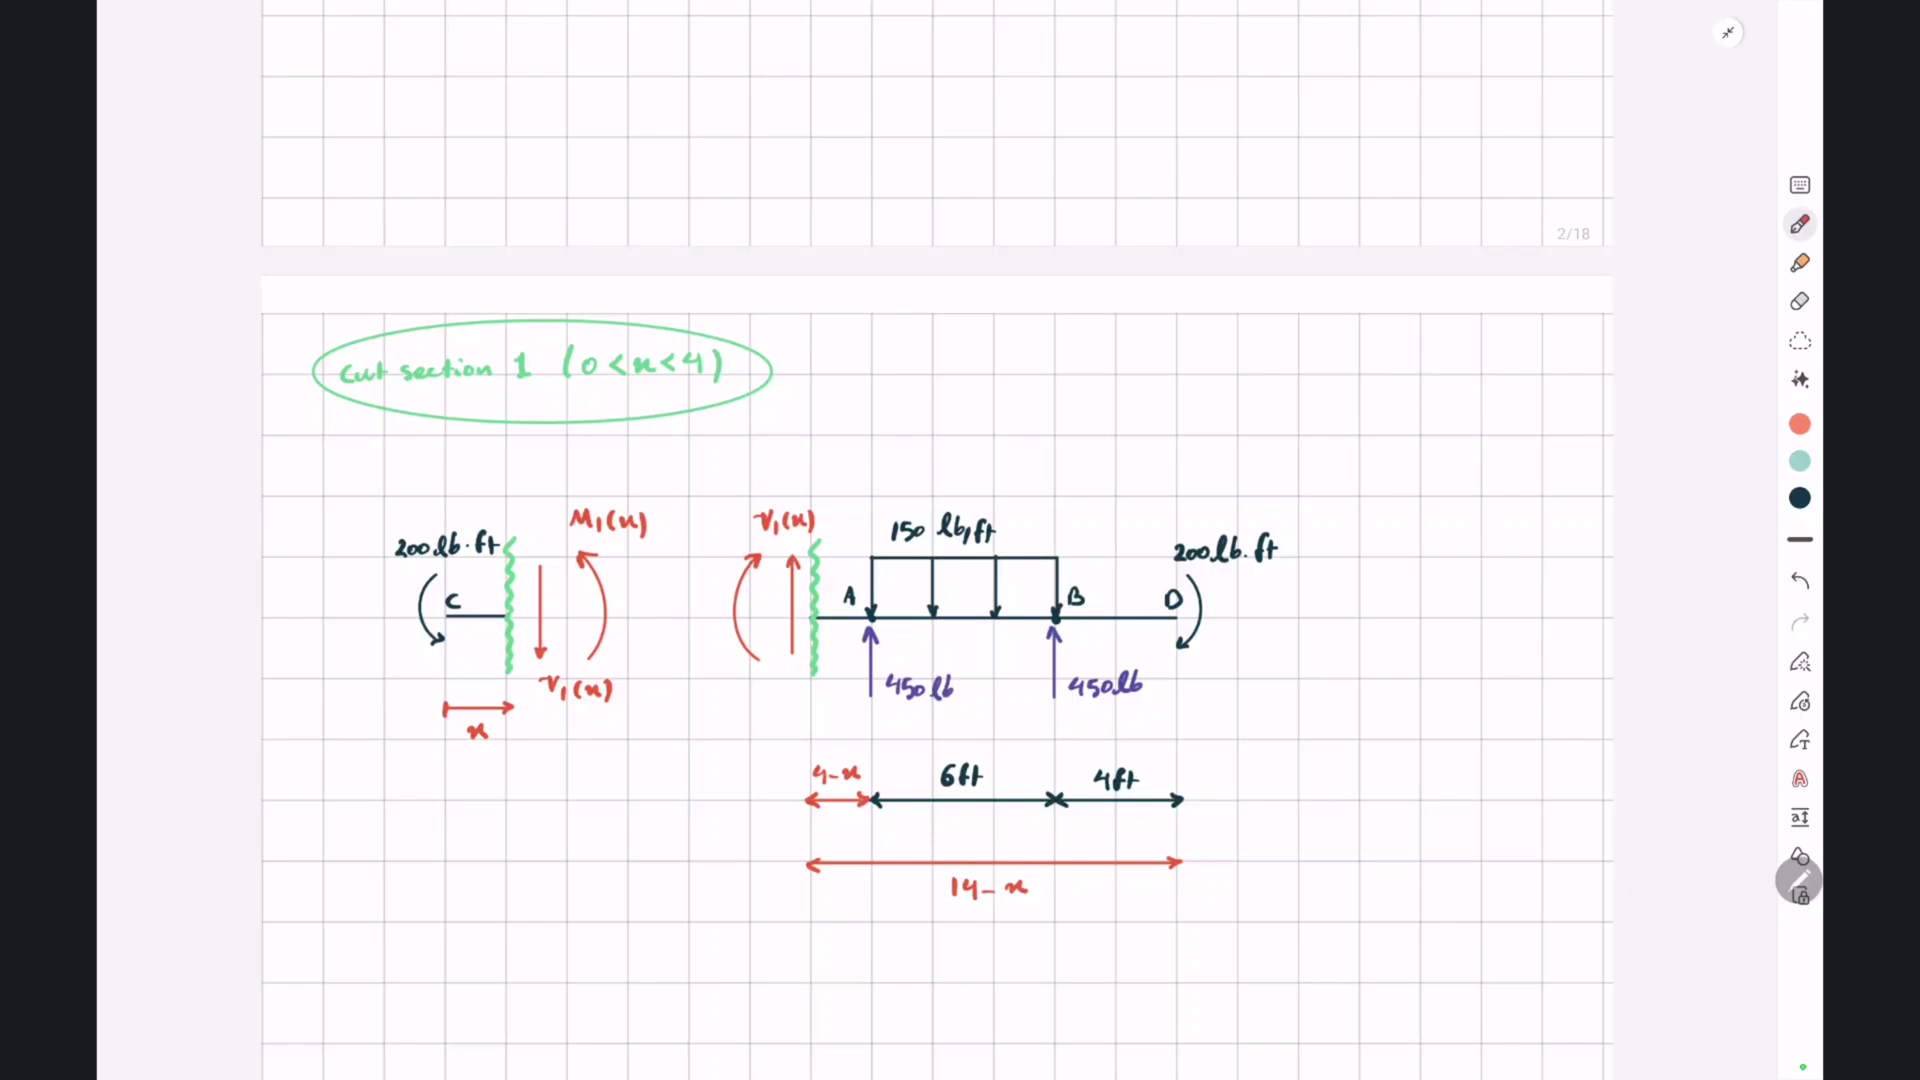 2/18
Cut section 1 (0<x<4)
200 lb.ft
C
M₁(x)
V₁(x)
x
V₁(x)
150 lb/ft
A
B
D
200 lb.ft
450 lb
450 lb
4-x
6ft
4ft
14-x